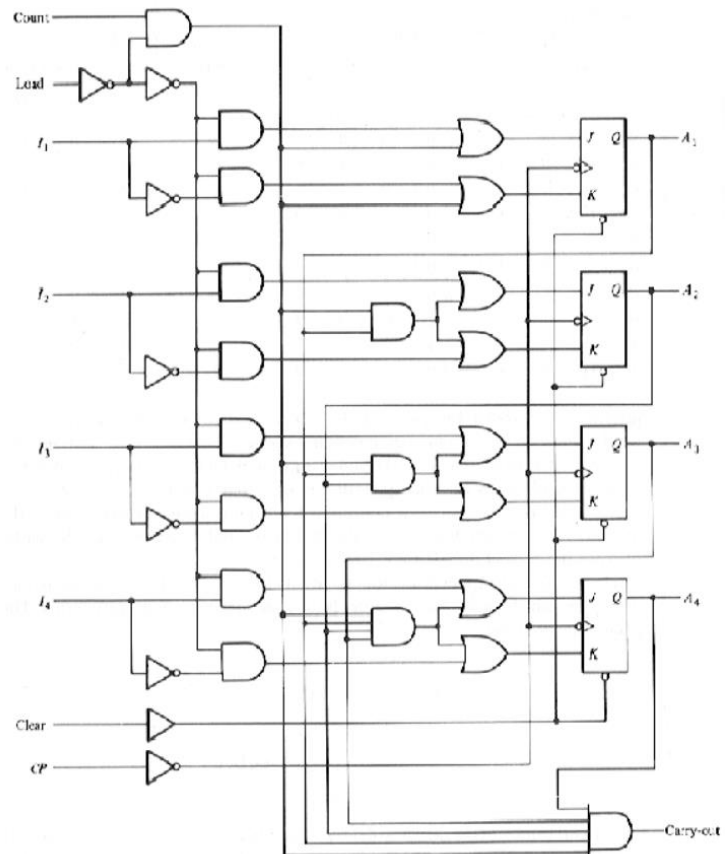 Count
Load
I1
J Q A1
K
I2
J Q A2
K
I3
J Q A3
K
I4
J Q A4
K
Clear
CP
Carry-out